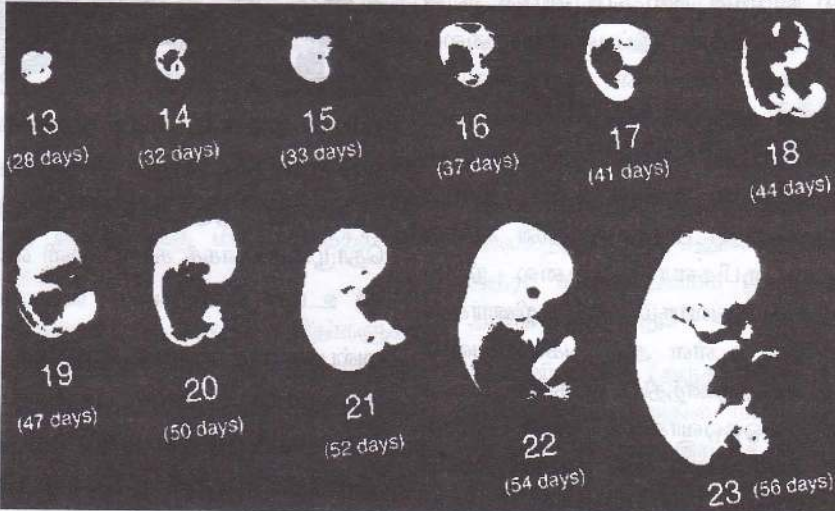 13
(28 days)
14
(32 days)
15
(33 days)
16
(37 days)
17
(41 days)
18
(44 days)
19
(47 days)
20
(50 days)
21
(52 days)
22
(54 days)
23 (56 days)